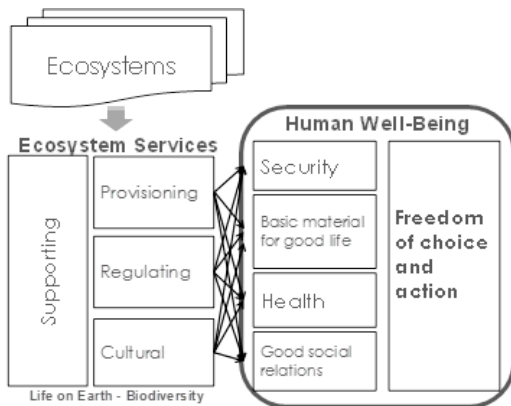 Ecosystems
Ecosystem Services
Supporting
Provisioning
Regulating
Cultural
Life on Earth - Biodiversity
Human Well-Being
Security
Basic material
for good life
Health
Good social
relations
Freedom
of choice
and
action